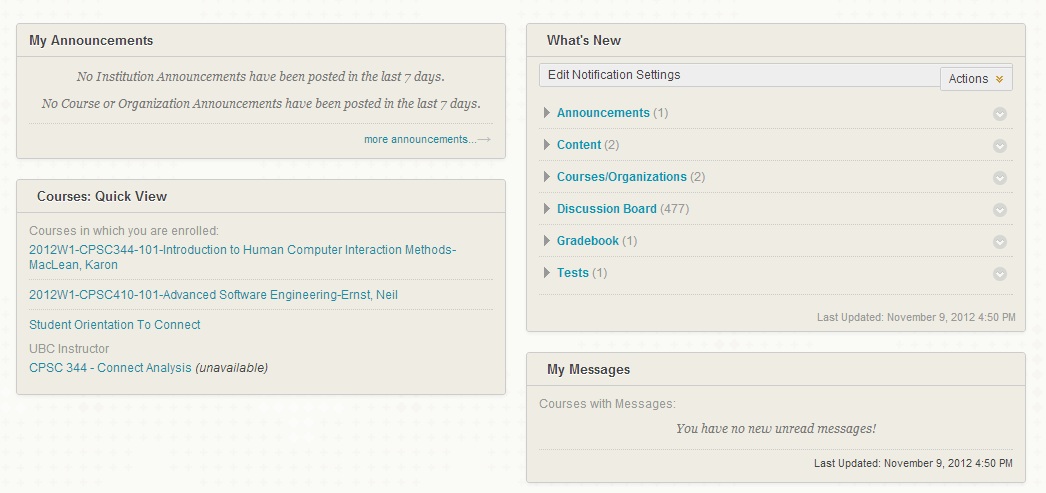 My Announcements
No Institution Announcements have been posted in the last 7 days.
No Course or Organization Announcements have been posted in the last 7 days.
more announcements...→
Courses: Quick View
Courses in which you are enrolled:
2012W1-CPSC344-101-Introduction to Human Computer Interaction Methods-
MacLean, Karon
2012W1-CPSC410-101-Advanced Software Engineering-Ernst, Neil
Student Orientation To Connect
UBC Instructor
CPSC 344 - Connect Analysis (unavailable)
What's New
Edit Notification Settings
Actions
Announcements (1)
Content (2)
Courses/Organizations (2)
Discussion Board (477)
Gradebook (1)
Tests (1)
Last Updated: November 9, 2012 4:50 PM
My Messages
Courses with Messages:
You have no new unread messages!
Last Updated: November 9, 2012 4:50 PM